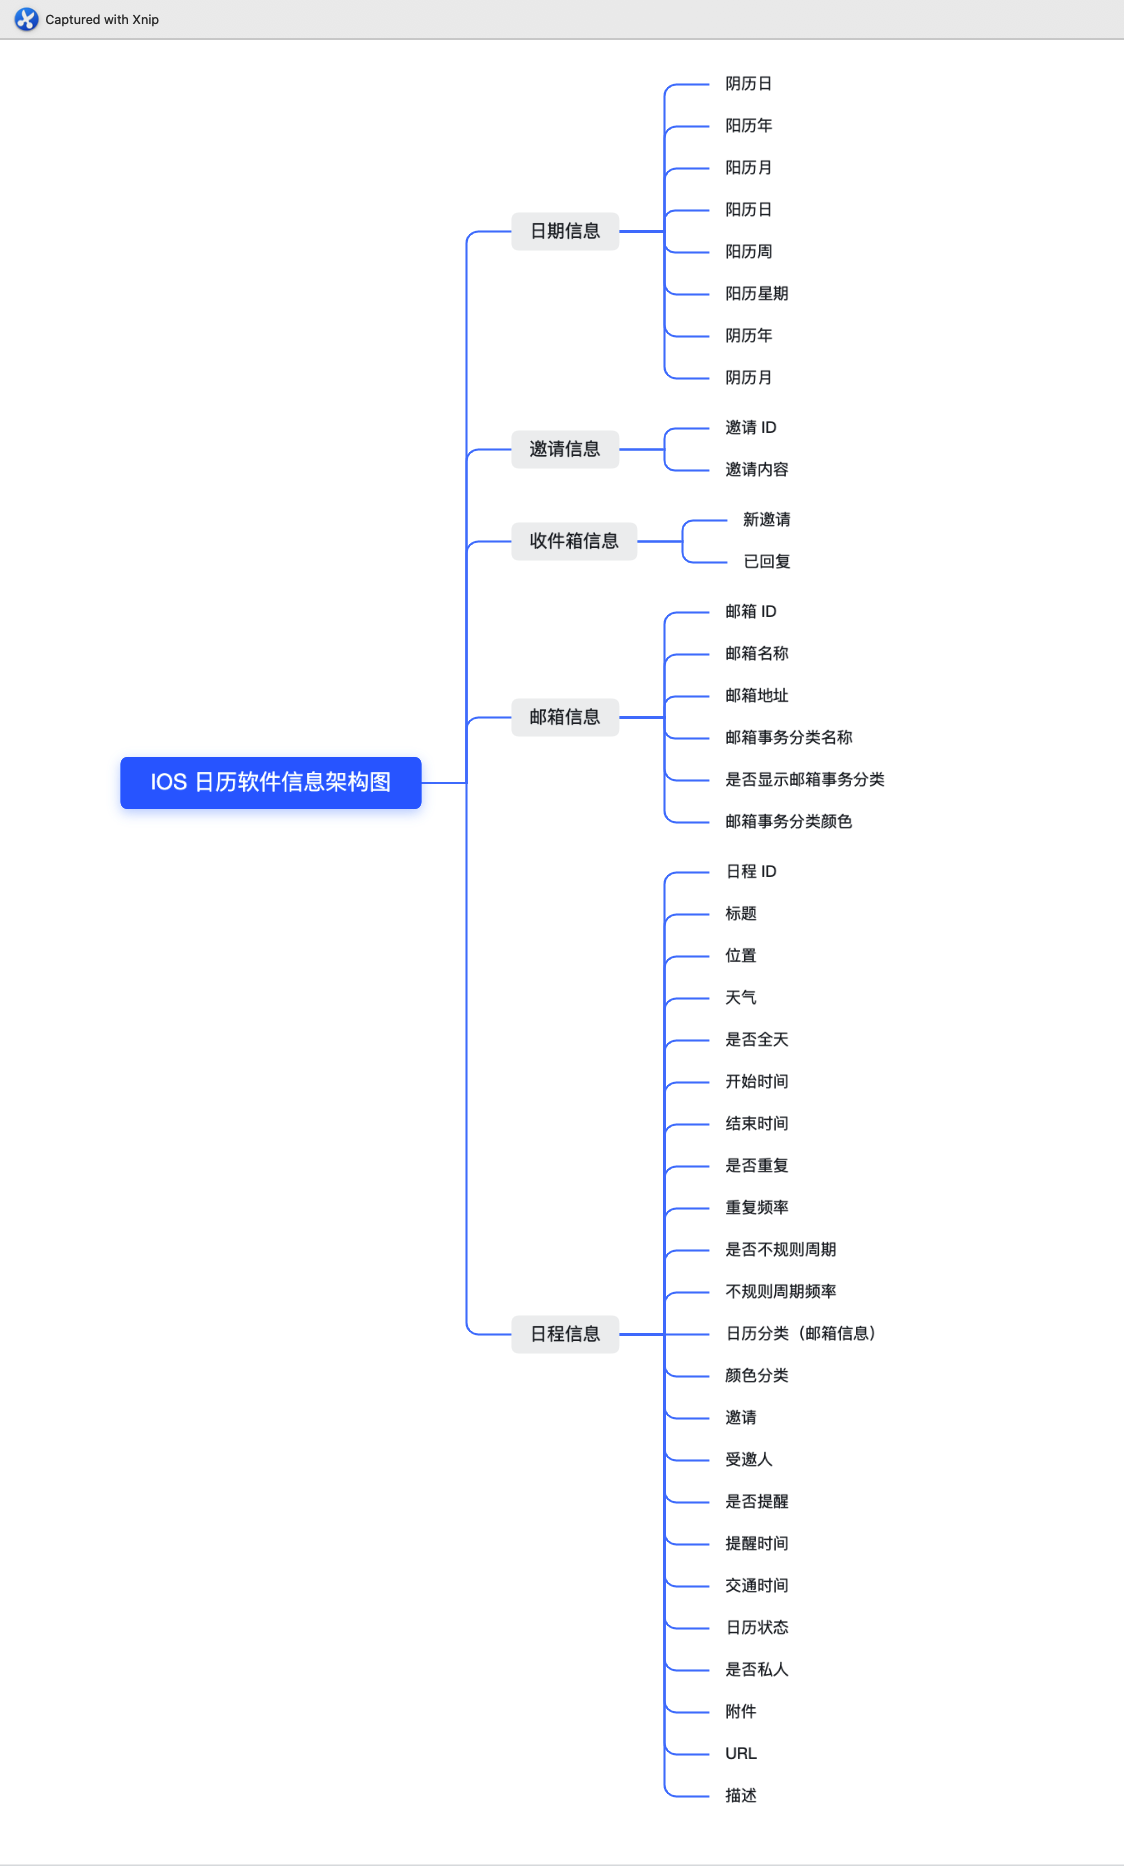 Captured with Xnip
IOS 日历软件信息架构图
日期信息
阴历日
阳历年
阳历月
阳历日
阳历周
阳历星期
阴历年
阴历月
邀请信息
邀请 ID
邀请内容
收件箱信息
新邀请
已回复
邮箱信息
邮箱 ID
邮箱名称
邮箱地址
邮箱事务分类名称
是否显示邮箱事务分类
邮箱事务分类颜色
日程信息
日程 ID
标题
位置
天气
是否全天
开始时间
结束时间
是否重复
重复频率
是否不规则周期
不规则周期频率
日历分类（邮箱信息）
颜色分类
邀请
受邀人
是否提醒
提醒时间
交通时间
日历状态
是否私人
附件
URL
描述